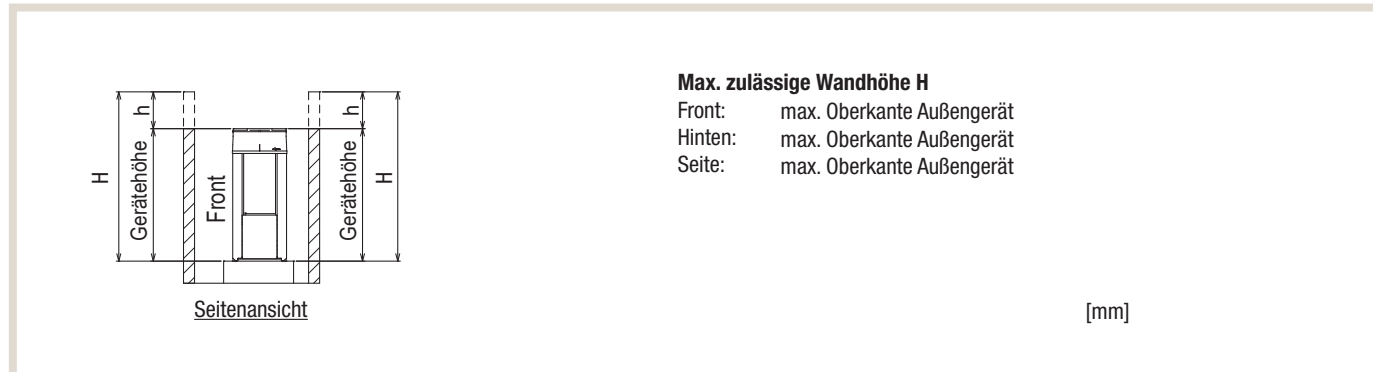 H
Gerätehöhe
h
Front
h
Gerätehöhe
H
Seitenansicht
Max. zulässige Wandhöhe H
Front: max. Oberkante Außengerät
Hinten: max. Oberkante Außengerät
Seite: max. Oberkante Außengerät
[mm]